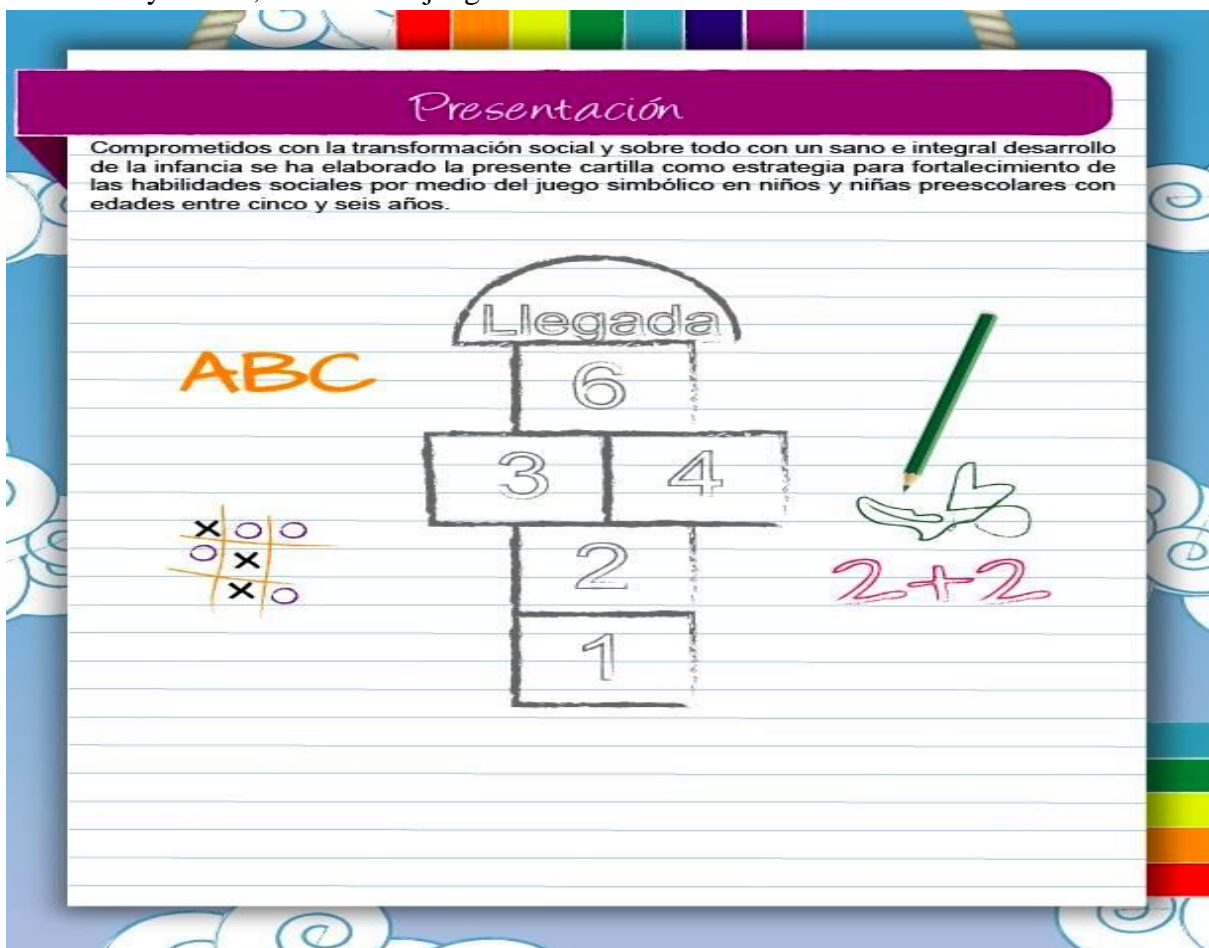 Presentación
Comprometidos con la transformación social y sobre todo con un sano e integral desarrollo
de la infancia se ha elaborado la presente cartilla como estrategia para fortalecimiento de
las habilidades sociales por medio del juego simbólico en niños y niñas preescolares con
edades entre cinco y seis años.
Llegada
ABC
6
3 4
X O O
O X
X O
2
2+2
1